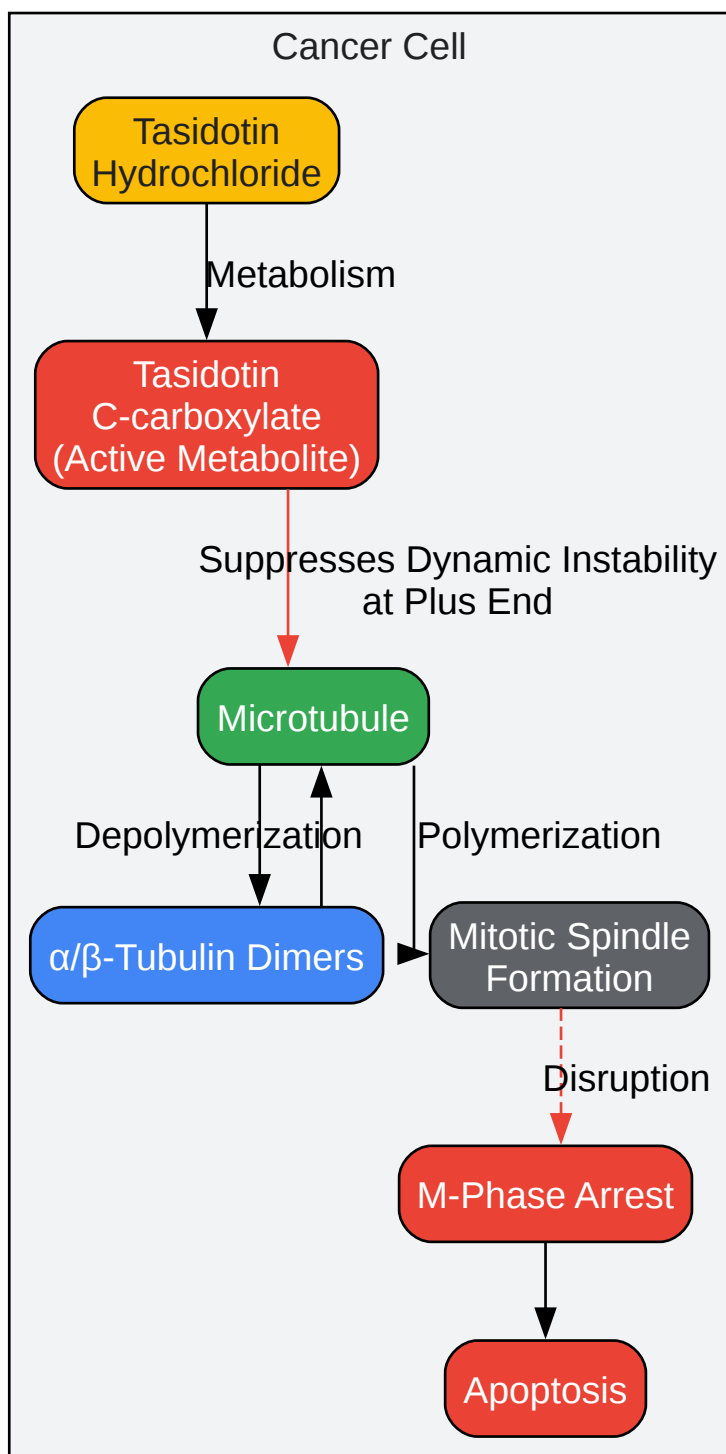 Cancer Cell
Tasidotin
Hydrochloride
Metabolism
Tasidotin
C-carboxylate
(Active Metabolite)
Suppresses Dynamic Instability
at Plus End
Microtubule
Depolymerization
Polymerization
α/β-Tubulin Dimers
Mitotic Spindle
Formation
Disruption
M-Phase Arrest
Apoptosis